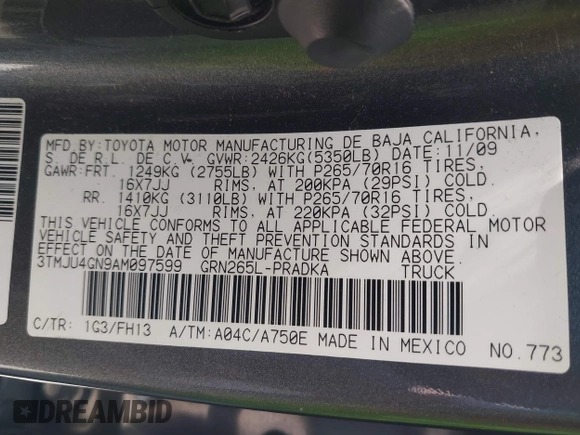 MFD.BY:TOYOTA MOTOR MANUFACTURING DE BAJA CALIFORNIA,
S. DE R.L. DE C.V. GVWR:2426KG(5350LB) DATE:11/09
GAWR:FRT. 1249KG (2755LB) WITH P265/70R16 TIRES,
16X7JJ RIMS, AT 200KPA (29PSI) COLD.
RR. 1410KG (3110LB) WITH P265/70R16 TIRES,
16X7JJ RIMS, AT 220KPA (32PSI) COLD.
THIS VEHICLE CONFORMS TO ALL APPLICABLE FEDERAL MOTOR
VEHICLE SAFETY AND THEFT PREVENTION STANDARDS IN
EFFECT ON THE DATE OF MANUFACTURE SHOWN ABOVE.
3TMJU4GN9AM097599 GRN265L-PRADKA TRUCK
C/TR: 1G3/FH13 A/TM:A04C/A750E MADE IN MEXICO NO.773
DREAMBID